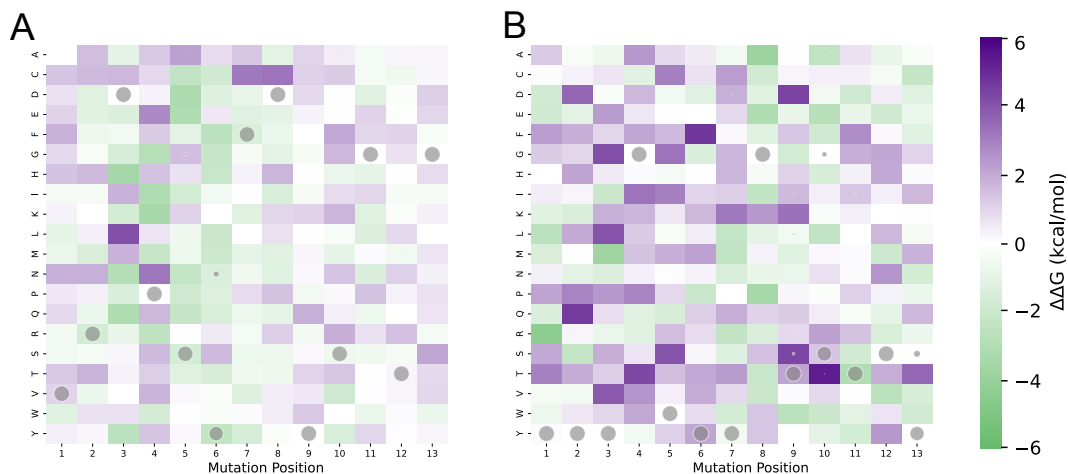 A
B
A
C
D
E
F
G
H
I
K
L
M
N
P
Q
R
S
T
V
W
Y
1 2 3 4 5 6 7 8 9 10 11 12 13
Mutation Position
A
C
D
E
F
G
H
I
K
L
M
N
P
Q
R
S
T
V
W
Y
1 2 3 4 5 6 7 8 9 10 11 12 13
Mutation Position
6
4
2
0
−2
−4
−6
ΔΔG (kcal/mol)